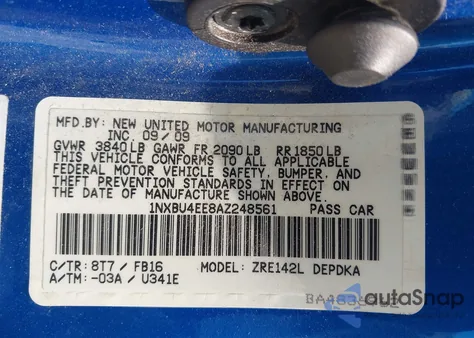 MFD.BY: NEW UNITED MOTOR MANUFACTURING
INC. 09/09
GVWR 3840LB GAWR FR 2090LB RR1850LB
THIS VEHICLE CONFORMS TO ALL APPLICABLE
FEDERAL MOTOR VEHICLE SAFETY, BUMPER, AND
THEFT PREVENTION STANDARDS IN EFFECT ON
THE DATE OF MANUFACTURE SHOWN ABOVE.
1NXBU4EE8AZ248561 PASS CAR
C/TR: 8T7 / FB16 MODEL: ZRE142L DEPDKA
A/TM: -03A / U341E
autoSnap